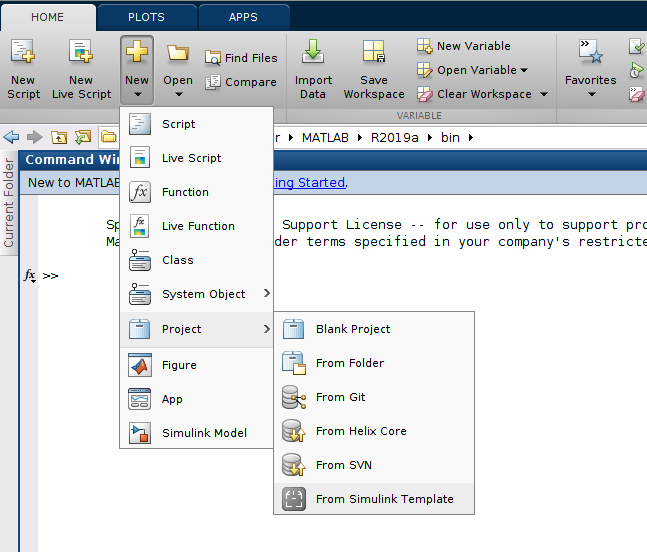 HOME PLOTS APPS
New Script
New Live Script
New
Open
Find Files
Compare
Import Data
Save Workspace
New Variable
Open Variable
Clear Workspace
Favorites
VARIABLE
r MATLAB R2019a bin
Current Folder
Command Wi
New to MATLAB ing Started.
Sp Support License -- for use only to support pro
Ma der terms specified in your company's restricte
fx >>
Script
Live Script
Function
Live Function
Class
System Object
Project
Figure
App
Simulink Model
Blank Project
From Folder
From Git
From Helix Core
From SVN
From Simulink Template